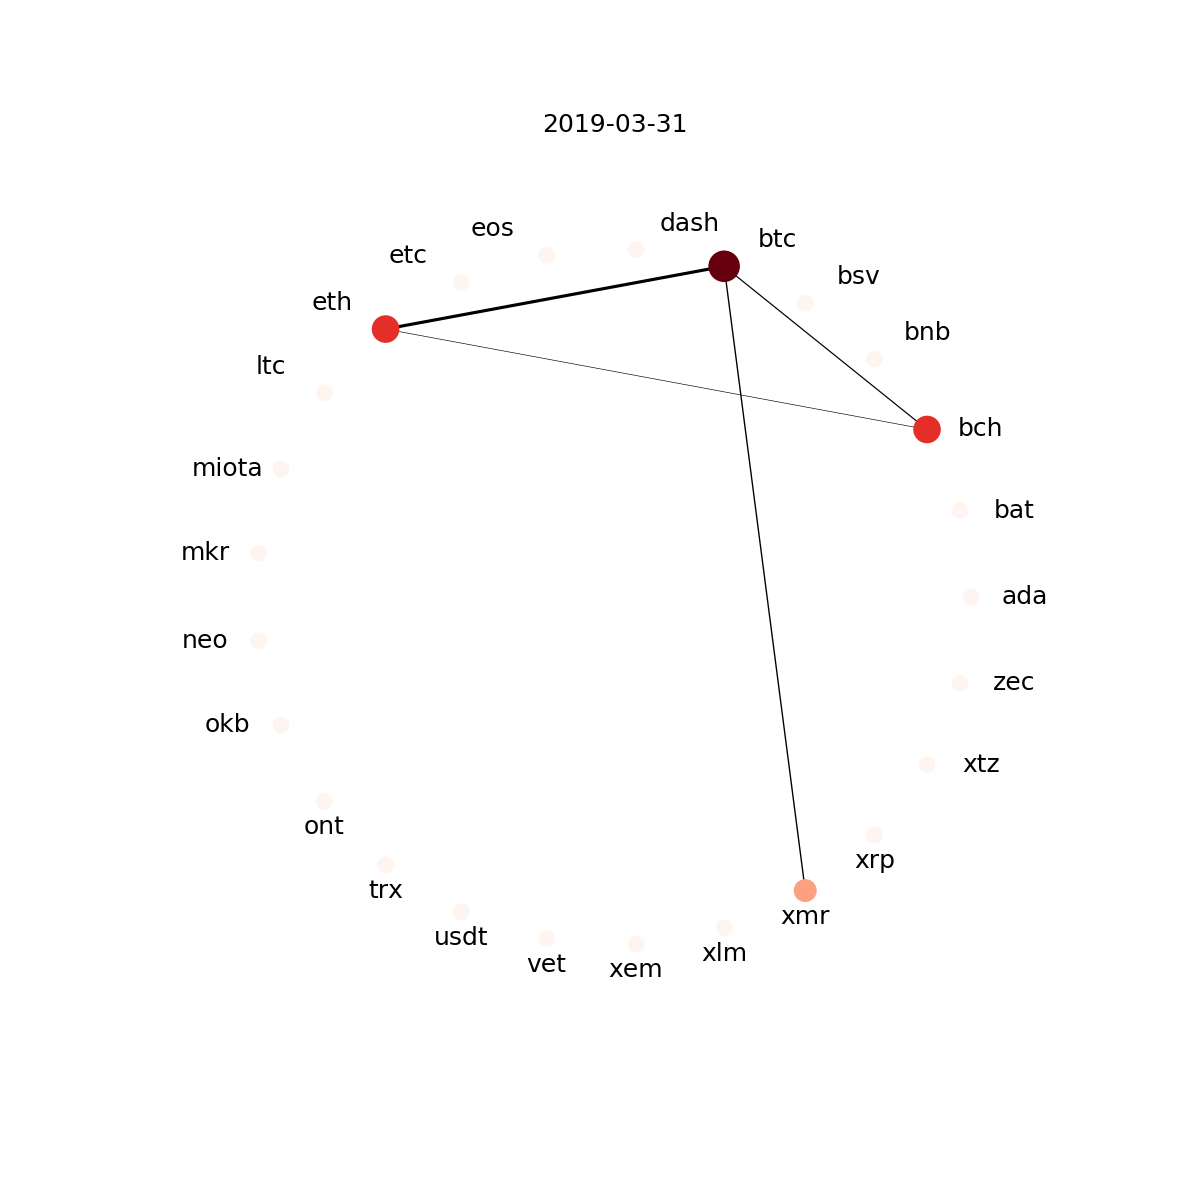 2019-03-31
dash
eos
btc
etc
bsv
eth
bnb
ltc
bch
miota
bat
mkr
ada
neo
zec
okb
xtz
ont
xrp
trx
xmr
usdt
xlm
vet
xem